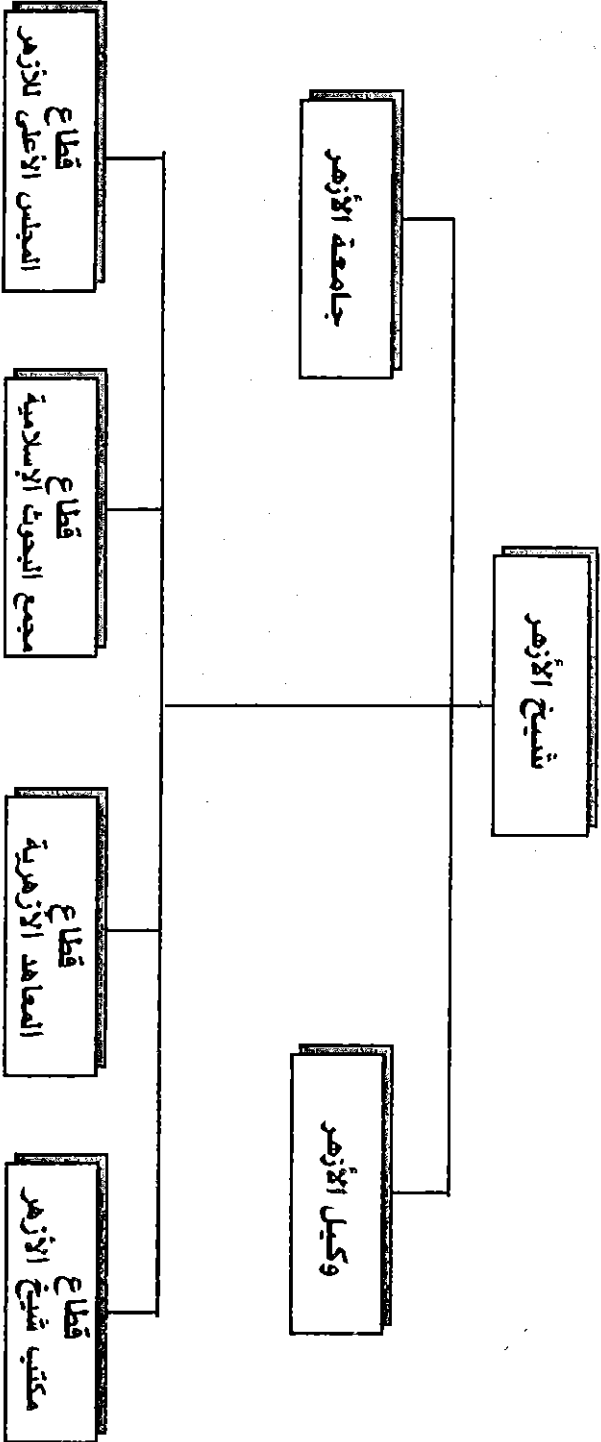 شيخ الأزهر
وكيل الأزهر
جامعة الأزهر
قطاع
مكتب شيخ الأزهر
قطاع
المعاهد الأزهرية
قطاع
مجمع البحوث الإسلامية
قطاع
المجلس الأعلى للأزهر